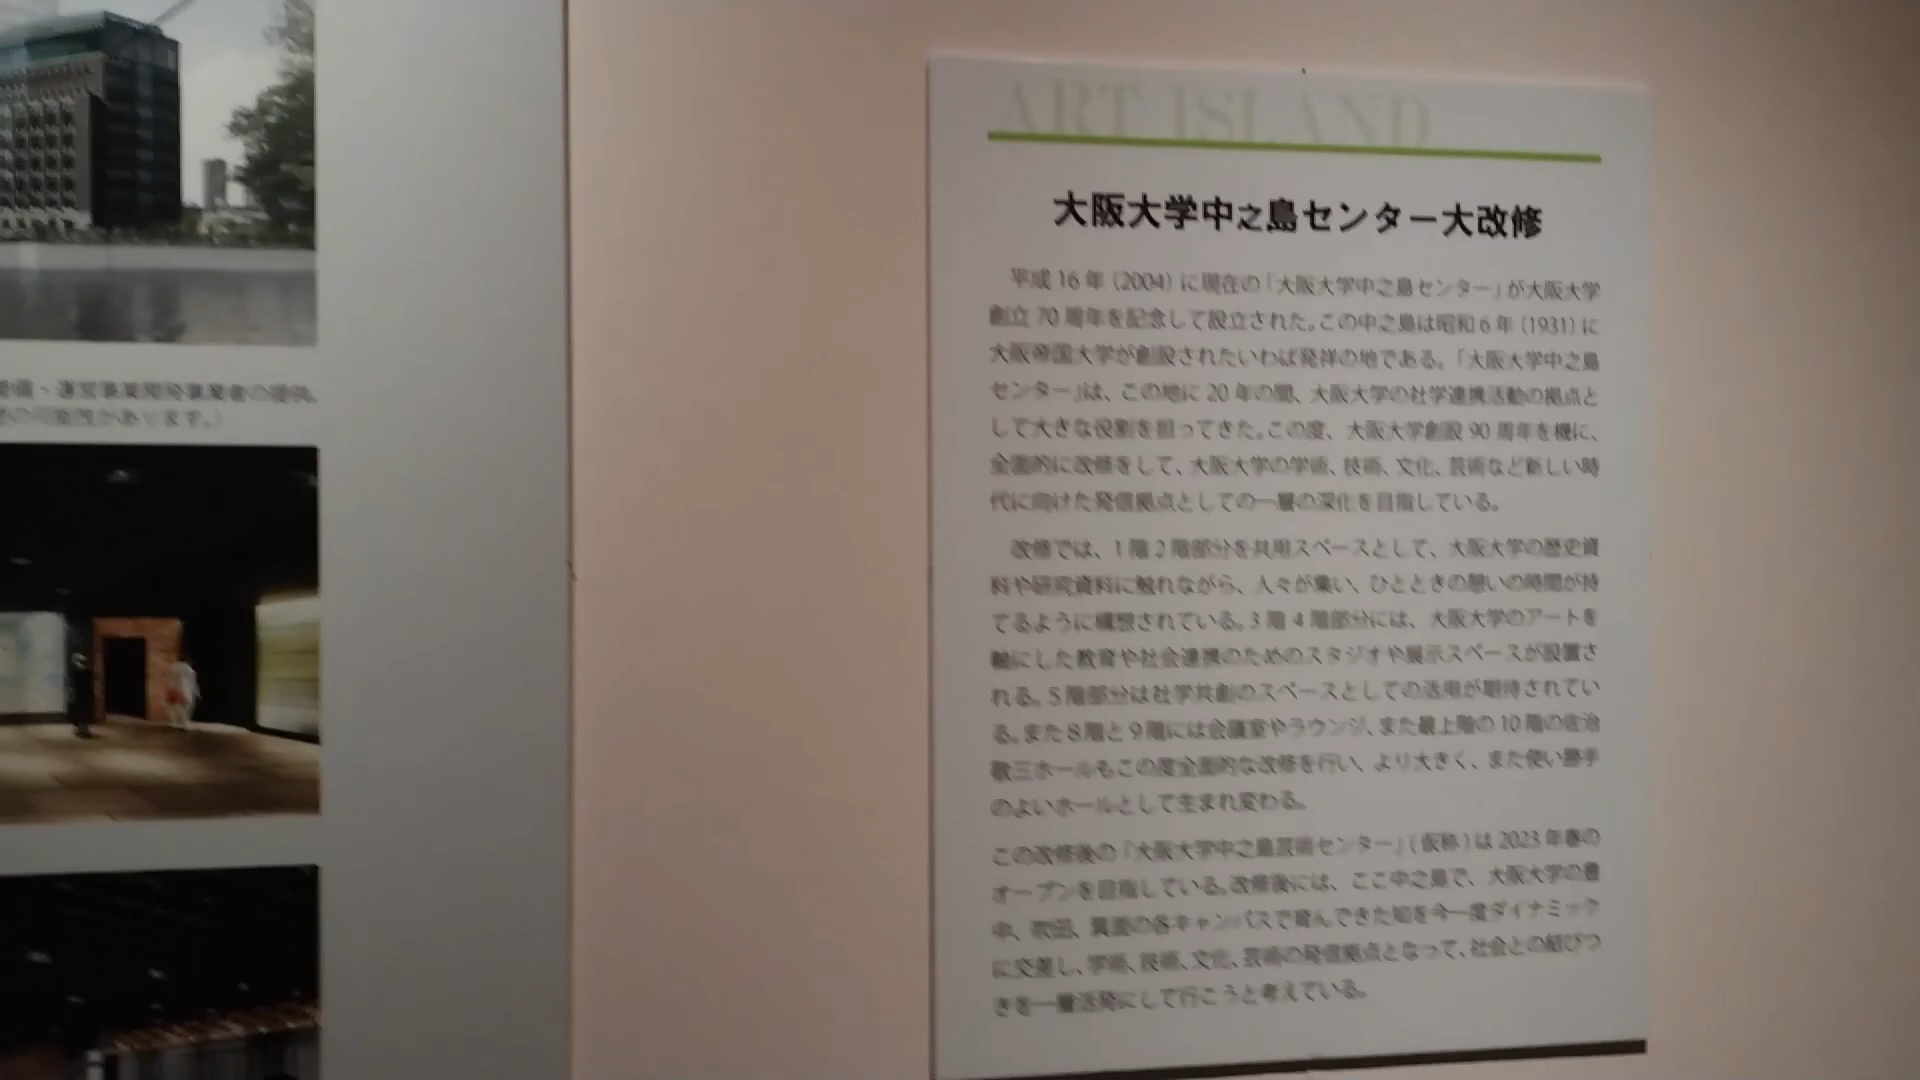 整備・運営事業開発事業者の提供。
の可能性があります。）
ART ISLAND
大阪大学中之島センター大改修
平成 16 年 (2004) に現在の「大阪大学中之島センター」が大阪大学
創立 70 周年を記念して設立された。この中之島は昭和 6 年 (1931) に
大阪帝国大学が創設されたいわば発祥の地である。「大阪大学中之島
センター」は、この地に 20 年の間、大阪大学の社学連携活動の拠点と
して大きな役割を担ってきた。この度、大阪大学創設 90 周年を機に、
全面的に改修をして、大阪大学の学術、技術、文化、芸術など新しい時
代に向けた発信拠点としての一層の深化を目指している。
改修では、1 階 2 階部分を共用スペースとして、大阪大学の歴史資
料や研究資料に触れながら、人々が集い、ひとときの憩いの時間が持
てるように構想されている。3 階 4 階部分には、大阪大学のアートを
軸にした教育や社会連携のためのスタジオや展示スペースが設置さ
れる。5 階部分は社学共創のスペースとしての活用が期待されてい
る。また 8 階と 9 階には会議室やラウンジ、また最上階の 10 階の佐治
敬三ホールもこの度全面的な改修を行い、より大きく、また使い勝手
のよいホールとして生まれ変わる。
この改修後の「大阪大学中之島芸術センター」(仮称) は 2023 年春の
オープンを目指している。改修後には、ここ中之島で、大阪大学の豊
中、吹田、箕面の各キャンパスで育んできた知を今一度ダイナミック
に交差し、学術、技術、文化、芸術の発信拠点となって、社会との結びつ
きを一層活発にして行こうと考えている。